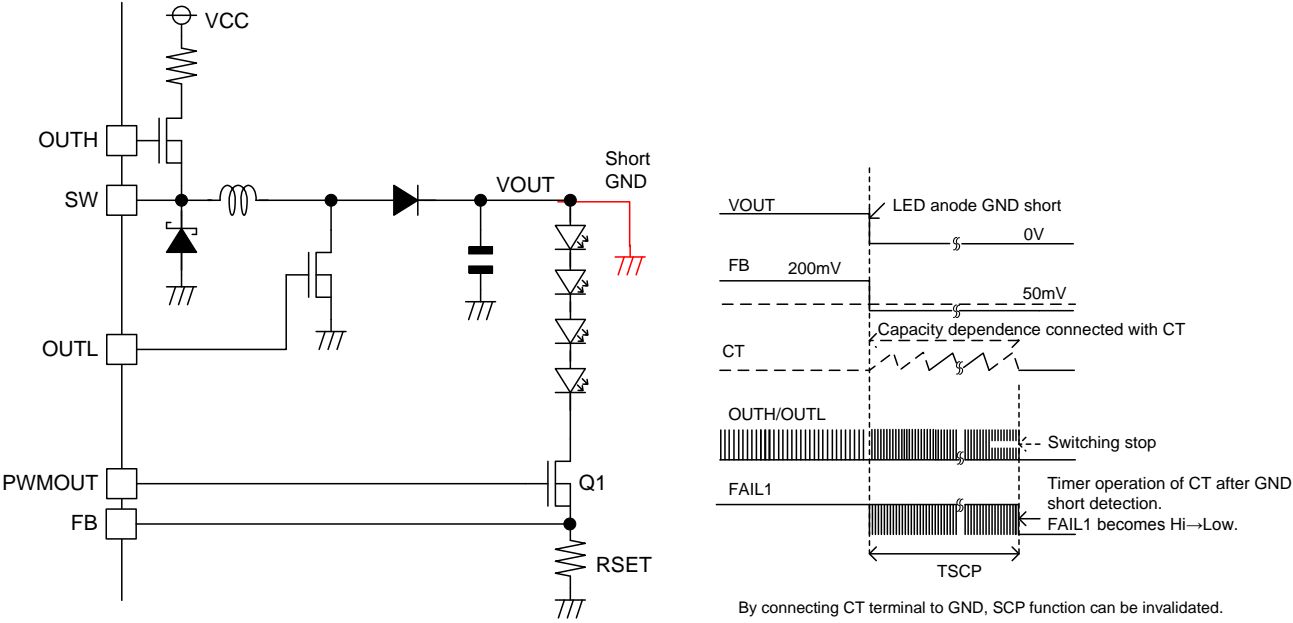 VCC
OUTH
SW
VOUT
Short
GND
OUTL
PWMOUT
Q1
FB
RSET
VOUT
LED anode GND short
0V
FB
200mV
50mV
Capacity dependence connected with CT
CT
OUTH/OUTL
Switching stop
FAIL1
Timer operation of CT after GND
short detection.
FAIL1 becomes Hi→Low.
TSCP
By connecting CT terminal to GND, SCP function can be invalidated.